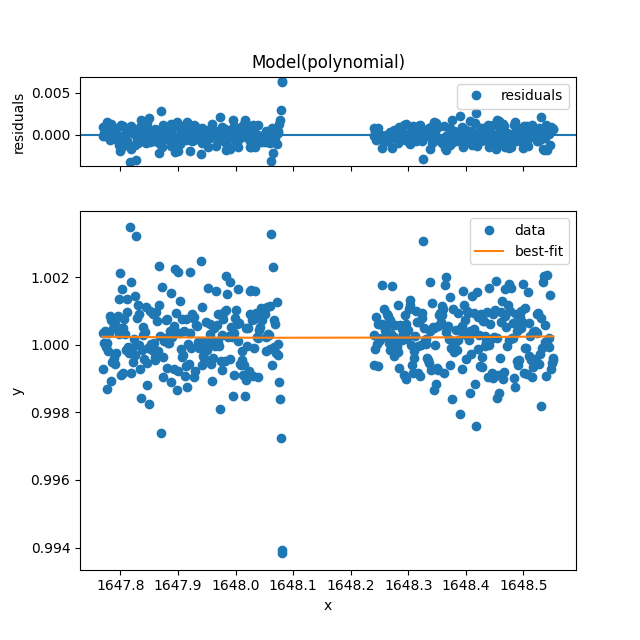 Model(polynomial)
0.005
0.000
residuals
residuals
data
best-fit
1.002
1.000
0.998
0.996
0.994
y
1647.8 1647.9 1648.0 1648.1 1648.2 1648.3 1648.4 1648.5
x